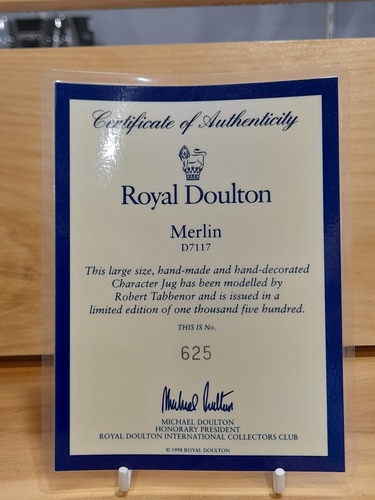 Certificate of Authenticity
Royal Doulton
Merlin
D7117
This large size, hand-made and hand-decorated
Character Jug has been modelled by
Robert Tabbenor and is issued in a
limited edition of one thousand five hundred.
THIS IS No.
625
Michael Doulton
MICHAEL DOULTON
HONORARY PRESIDENT
ROYAL DOULTON INTERNATIONAL COLLECTORS CLUB
© 1998 ROYAL DOULTON